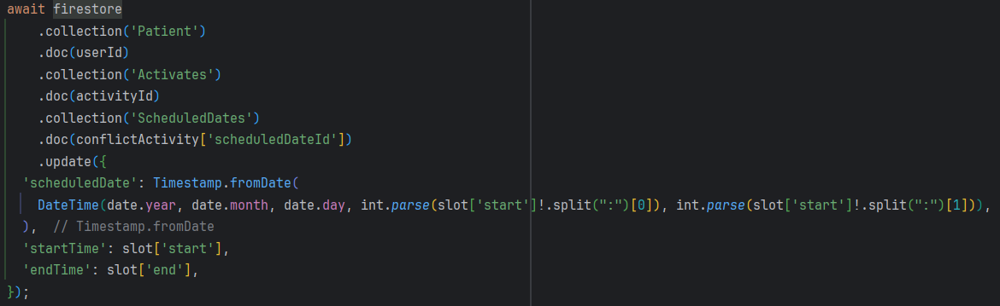 await firestore
.collection('Patient')
.doc(userId)
.collection('Activates')
.doc(activityId)
.collection('ScheduledDates')
.doc(conflictActivity['scheduledDateId'])
.update({
'scheduledDate': Timestamp.fromDate(
DateTime(date.year, date.month, date.day, int.parse(slot['start']!.split(":")[0]), int.parse(slot['start']!.split(":")[1])),
), // Timestamp.fromDate
'startTime': slot['start'],
'endTime': slot['end'],
});